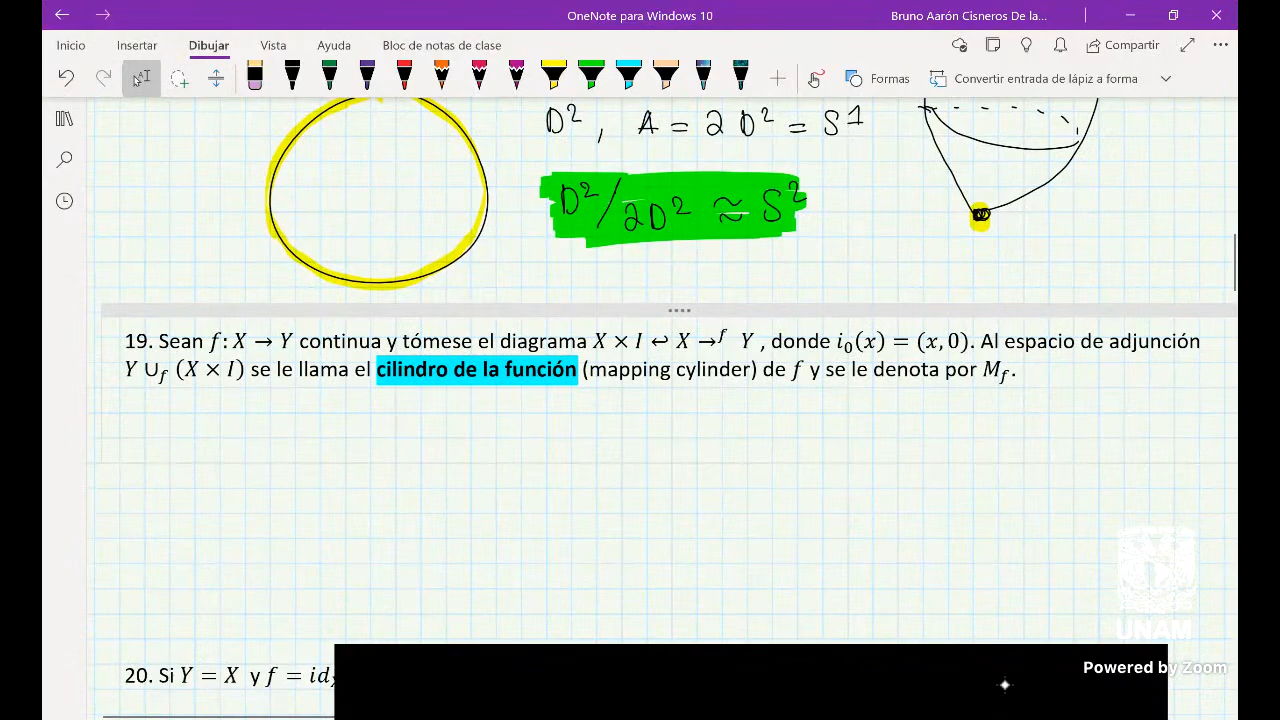 OneNote para Windows 10
Bruno Aarón Cisneros De la...
Inicio Insertar Dibujar Vista Ayuda Bloc de notas de clase Compartir
Formas Convertir entrada de lápiz a forma
D², A = ∂D² = S¹
D²/∂D² ≈ S²
19. Sean f: X → Y continua y tómese el diagrama X × I ↩ X →ᶠ Y , donde i₀(x) = (x, 0). Al espacio de adjunción
Y ∪_f (X × I) se le llama el cilindro de la función (mapping cylinder) de f y se le denota por M_f.
UNAM
Powered by Zoom
20. Si Y = X y f = id